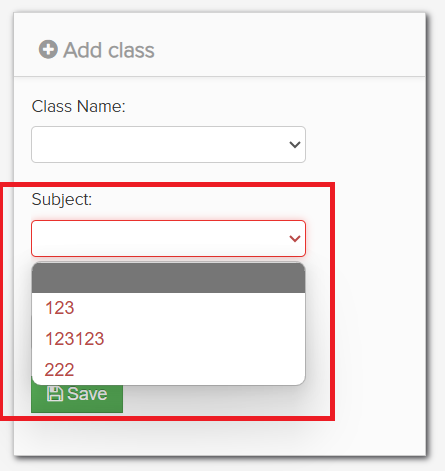 Add class
Class Name:
Subject:
123
123123
222
Save